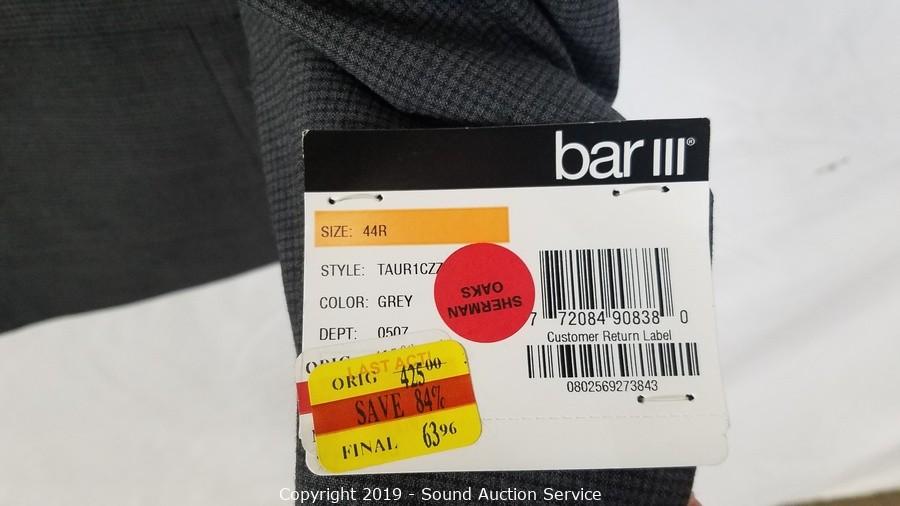 bar III®
SIZE: 44R
STYLE: TAUR1CZZ
COLOR: GREY
DEPT: 0507
SHERMAN
OAKS
7 72084 90838 0
Customer Return Label
0802569273843
ORIG
LAST ACT!
ORIG 425.00
SAVE 84%
FINAL 63.96
Copyright 2019 - Sound Auction Service